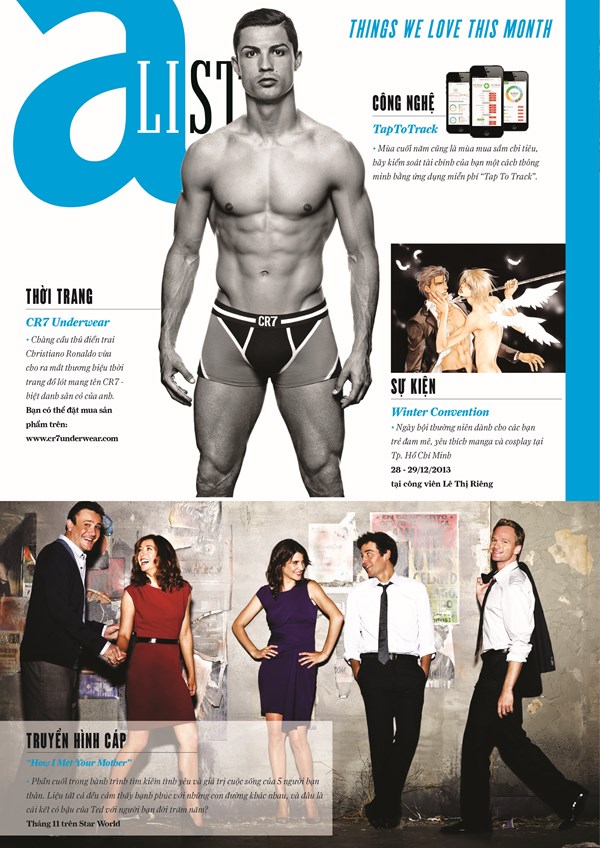 a LIST
THINGS WE LOVE THIS MONTH
CÔNG NGHỆ
TapToTrack
• Mùa cuối năm cũng là mùa mua sắm chi tiêu,
hãy kiểm soát tài chính của bạn một cách thông
minh bằng ứng dụng miễn phí “Tap To Track”.
THỜI TRANG
CR7 Underwear
• Chàng cầu thủ điển trai
Christiano Ronaldo vừa
cho ra mắt thương hiệu thời
trang đồ lót mang tên CR7 -
biệt danh sân cỏ của anh.
Bạn có thể đặt mua sản
phẩm trên:
www.cr7underwear.com
CR7
SỰ KIỆN
Winter Convention
• Ngày hội thường niên dành cho các bạn
trẻ đam mê, yêu thích manga và cosplay tại
Tp. Hồ Chí Minh
28 - 29/12/2013
tại công viên Lê Thị Riêng
TRUYỀN HÌNH CÁP
“How I Met Your Mother”
• Phần cuối trong hành trình tìm kiếm tình yêu và giá trị cuộc sống của 5 người bạn
thân. Liệu tất cả đều cảm thấy hạnh phúc với những con đường khác nhau, và đâu là
cái kết có hậu của Ted với người bạn đời trăm năm?
Tháng 11 trên Star World